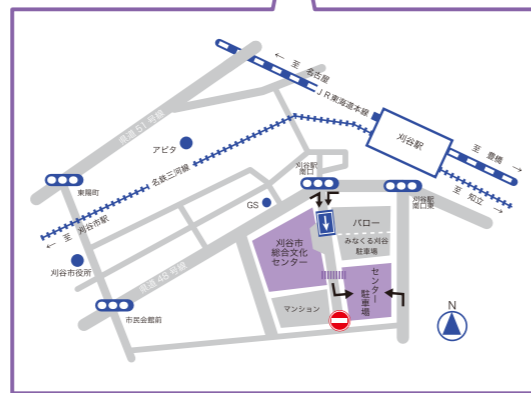 ← 至 名古屋
JR東海道本線
県道51号線
刈谷駅
至 豊橋 →
アピタ
名鉄三河線
至 知立 →
東陽町
刈谷駅
南口
刈谷駅
南口東
GS
← 至 刈谷市駅
バロー
みなくる刈谷
駐車場
刈谷市
総合文化
センター
刈谷市役所
県道48号線
センター
駐車場
市民会館前
マンション
N